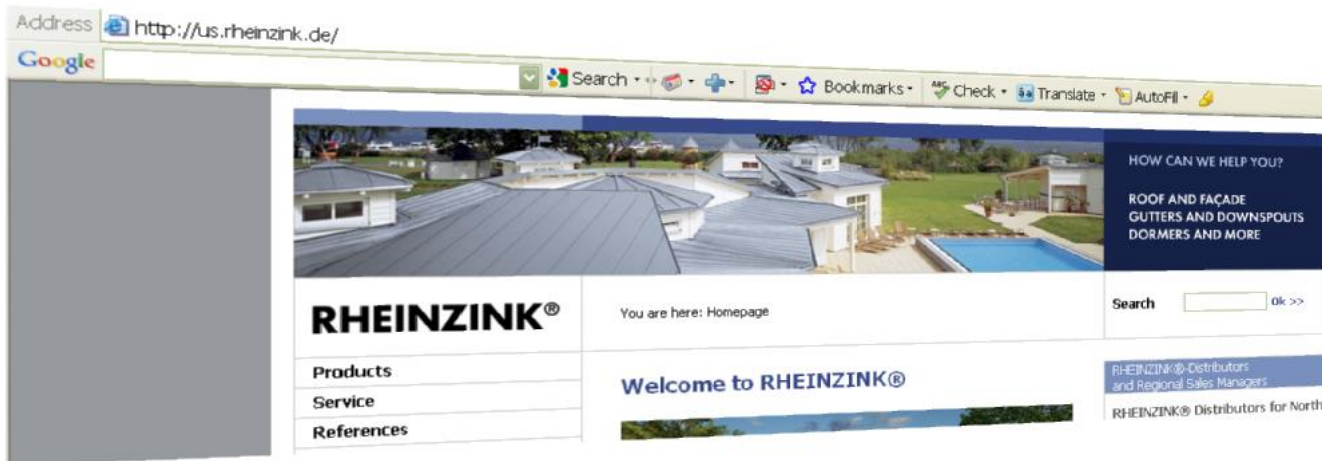 Address http://us.rheinzink.de/
Google Search Bookmarks Check Translate AutoFill
HOW CAN WE HELP YOU?
ROOF AND FAÇADE
GUTTERS AND DOWNSPOUTS
DORMERS AND MORE
RHEINZINK®
You are here: Homepage
Search Ok >>
Products
Service
References
Welcome to RHEINZINK®
RHEINZINK®-Distributors
and Regional Sales Managers
RHEINZINK® Distributors for North